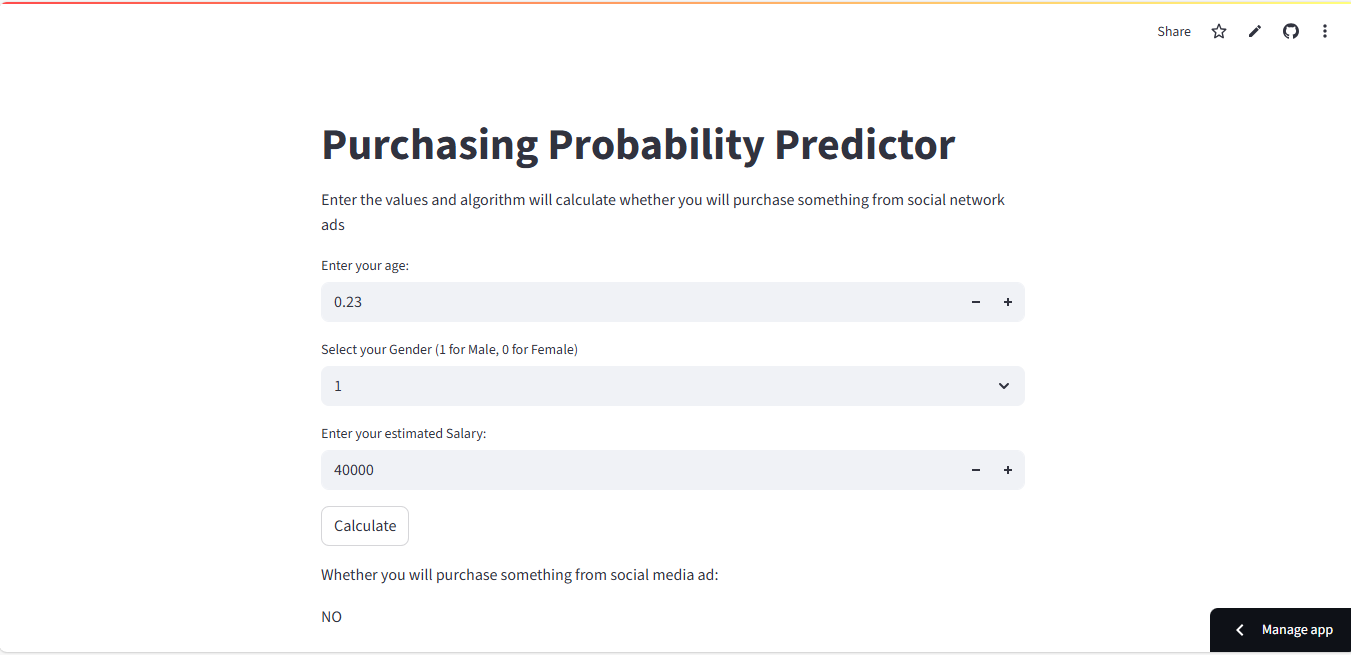 Share
Purchasing Probability Predictor
Enter the values and algorithm will calculate whether you will purchase something from social network
ads
Enter your age:
0.23
Select your Gender (1 for Male, 0 for Female)
1
Enter your estimated Salary:
40000
Calculate
Whether you will purchase something from social media ad:
NO
Manage app